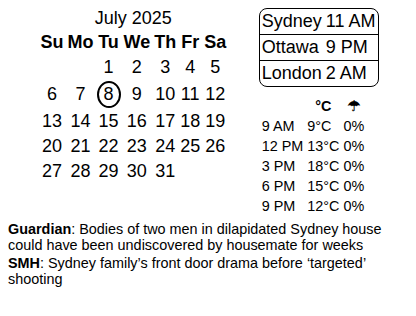 July 2025
Su Mo Tu We Th Fr Sa
1 2 3 4 5
6 7 8 9 10 11 12
13 14 15 16 17 18 19
20 21 22 23 24 25 26
27 28 29 30 31
Sydney 11 AM
Ottawa 9 PM
London 2 AM
°C ☂
9 AM 9°C 0%
12 PM 13°C 0%
3 PM 18°C 0%
6 PM 15°C 0%
9 PM 12°C 0%
Guardian: Bodies of two men in dilapidated Sydney house
could have been undiscovered by housemate for weeks
SMH: Sydney family’s front door drama before ‘targeted’
shooting